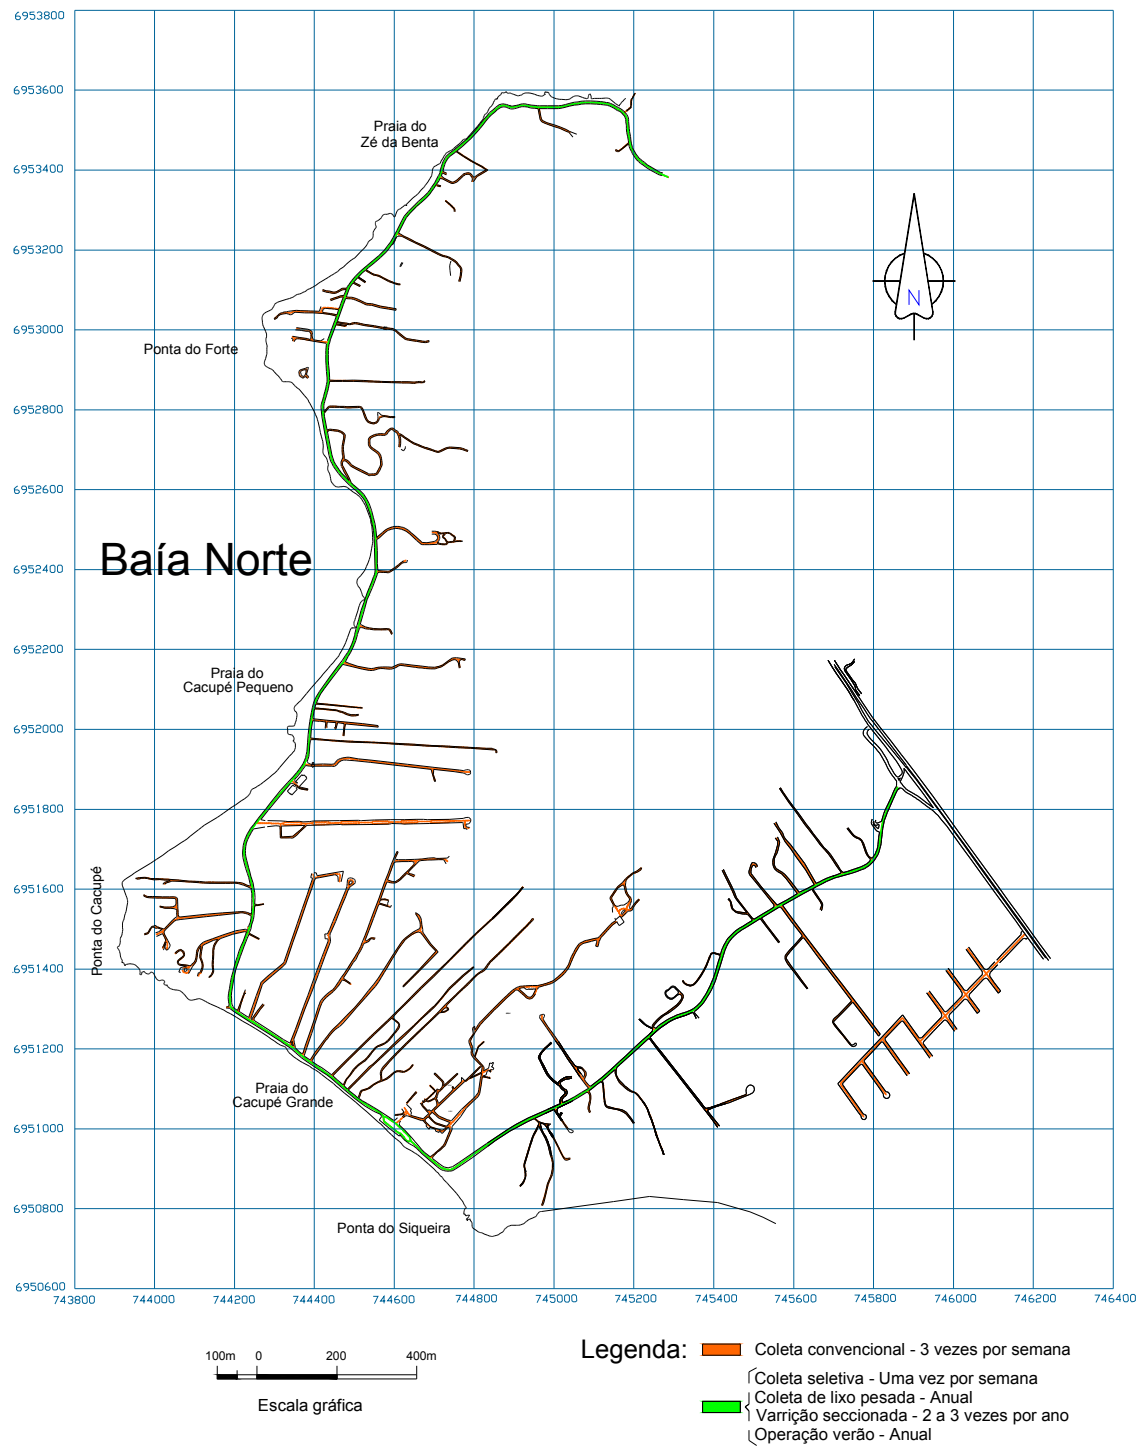 6953800
6953600
Praia do
Zé da Benta
6953400
6953200
N
6953000
Ponta do Forte
6952800
6952600
Baía Norte
6952400
6952200
Praia do
Cacupé Pequeno
6952000
6951800
6951600
Ponta do Cacupé
6951400
6951200
Praia do
Cacupé Grande
6951000
6950800
Ponta do Siqueira
6950600
743800 744000 744200 744400 744600 744800 745000 745200 745400 745600 745800 746000 746200 746400
100m 0 200 400m
Escala gráfica
Legenda:
Coleta convencional - 3 vezes por semana
Coleta seletiva - Uma vez por semana
Coleta de lixo pesada - Anual
Varrição seccionada - 2 a 3 vezes por ano
Operação verão - Anual